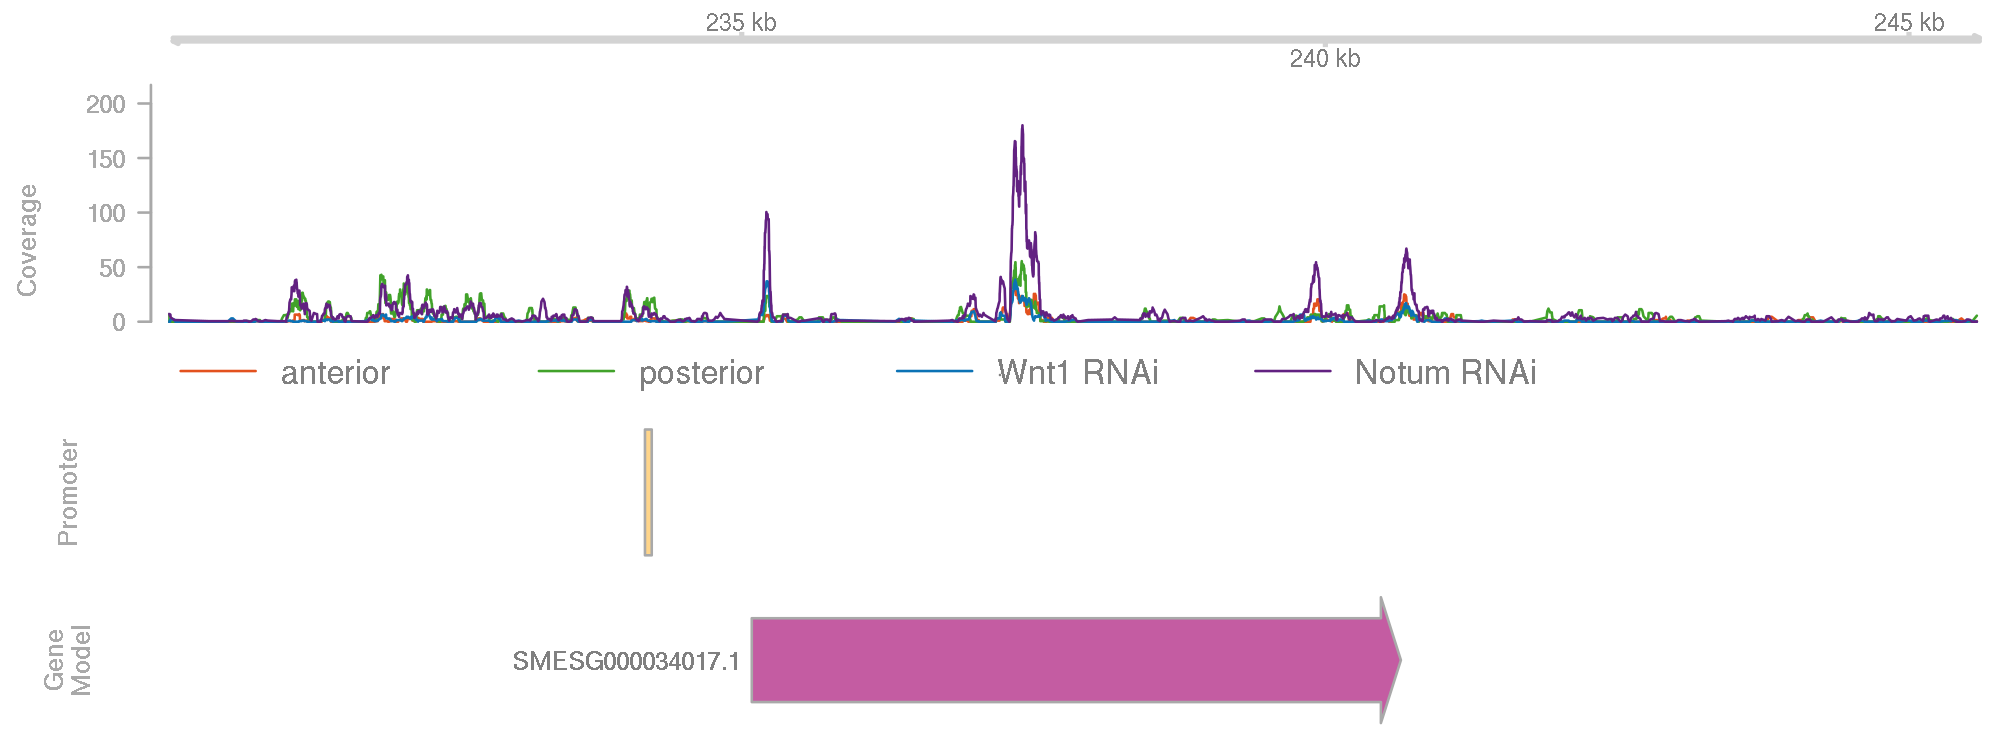 235 kb
245 kb
240 kb
200
150
100
50
0
Coverage
anterior posterior Wnt1 RNAi Notum RNAi
Promoter
Gene
Model
SMESG000034017.1